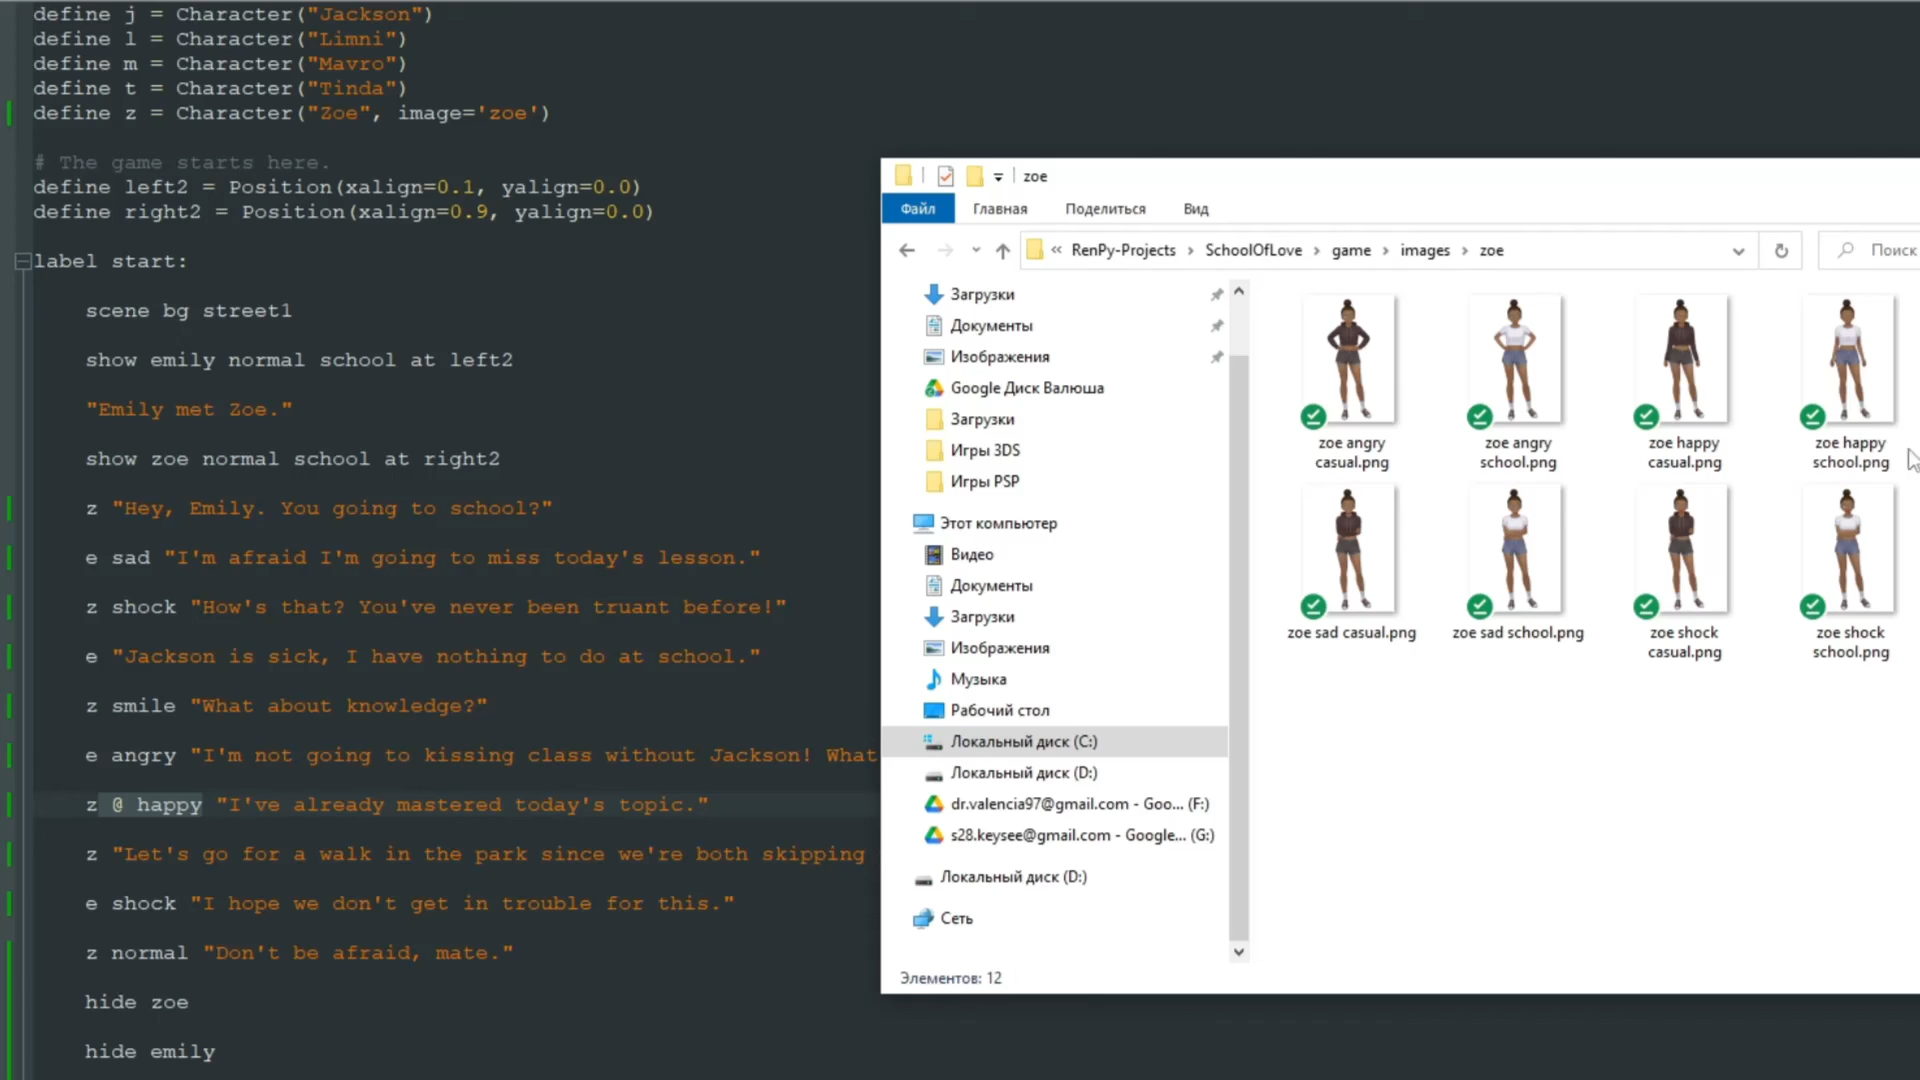 define j = Character("Jackson")
define l = Character("Limni")
define m = Character("Mavro")
define t = Character("Tinda")
define z = Character("Zoe", image='zoe')
# The game starts here.
define left2 = Position(xalign=0.1, yalign=0.0)
define right2 = Position(xalign=0.9, yalign=0.0)
label start:
scene bg street1
show emily normal school at left2
"Emily met Zoe."
show zoe normal school at right2
z "Hey, Emily. You going to school?"
e sad "I'm afraid I'm going to miss today's lesson."
z shock "How's that? You've never been truant before!"
e "Jackson is sick, I have nothing to do at school."
z smile "What about knowledge?"
e angry "I'm not going to kissing class without Jackson! What
z @ happy "I've already mastered today's topic."
z "Let's go for a walk in the park since we're both skipping
e shock "I hope we don't get in trouble for this."
z normal "Don't be afraid, mate."
hide zoe
hide emily
zoe
Файл Главная Поделиться Вид
« RenPy-Projects › SchoolOfLove › game › images › zoe
Поиск
Загрузки
Документы
Изображения
Google Диск Валюша
Загрузки
Игры 3DS
Игры PSP
Этот компьютер
Видео
Документы
Загрузки
Изображения
Музыка
Рабочий стол
Локальный диск (C:)
Локальный диск (D:)
dr.valencia97@gmail.com - Goo... (F:)
s28.keysee@gmail.com - Google... (G:)
Локальный диск (D:)
Сеть
zoe angry casual.png
zoe angry school.png
zoe happy casual.png
zoe happy school.png
zoe sad casual.png
zoe sad school.png
zoe shock casual.png
zoe shock school.png
Элементов: 12